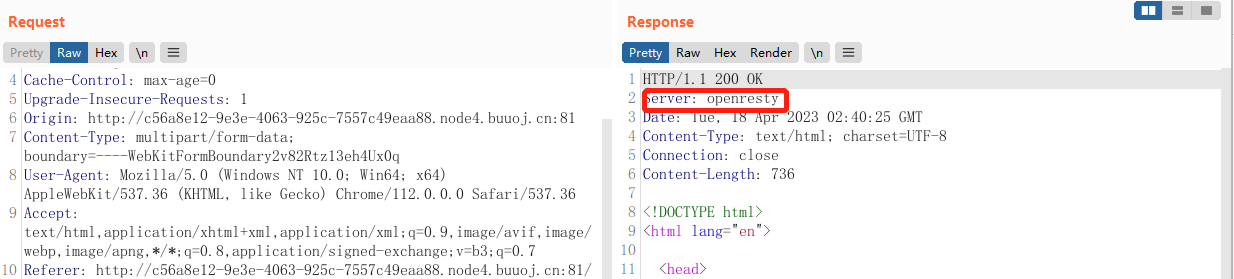 Request
Pretty Raw Hex \n
4 Cache-Control: max-age=0
5 Upgrade-Insecure-Requests: 1
6 Origin: http://c56a8e12-9e3e-4063-925c-7557c49eaa88.node4.buuoj.cn:81
7 Content-Type: multipart/form-data;
boundary=----WebKitFormBoundary2v82Rtz13eh4Ux0q
8 User-Agent: Mozilla/5.0 (Windows NT 10.0; Win64; x64)
AppleWebKit/537.36 (KHTML, like Gecko) Chrome/112.0.0.0 Safari/537.36
9 Accept:
text/html,application/xhtml+xml,application/xml;q=0.9,image/avif,image/
webp,image/apng,*/*;q=0.8,application/signed-exchange;v=b3;q=0.7
10 Referer: http://c56a8e12-9e3e-4063-925c-7557c49eaa88.node4.buuoj.cn:81/
Response
Pretty Raw Hex Render \n
1 HTTP/1.1 200 OK
2 Server: openresty
3 Date: Tue, 18 Apr 2023 02:40:25 GMT
4 Content-Type: text/html; charset=UTF-8
5 Connection: close
6 Content-Length: 736
7
8 <!DOCTYPE html>
9 <html lang="en">
10
11 <head>